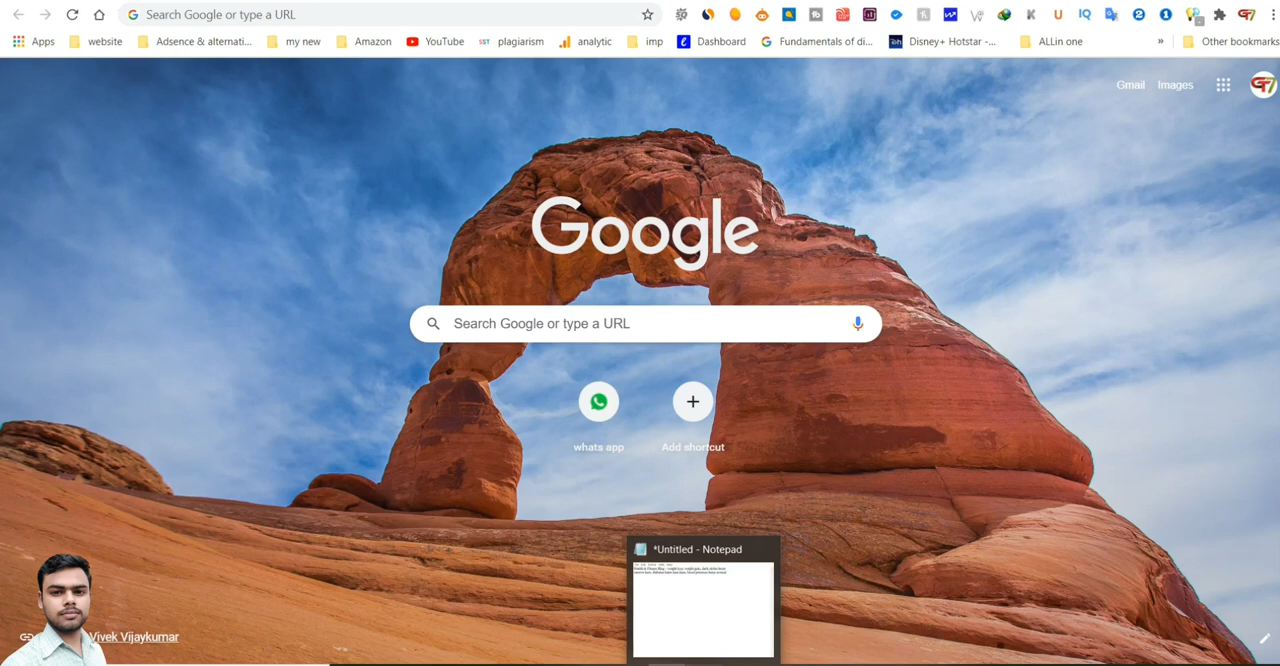 Search Google or type a URL
Apps website Adsence & alternati... my new Amazon YouTube SST plagiarism analytic imp Dashboard Fundamentals of di... Disney+ Hotstar -... ALLin one » Other bookmarks
Gmail Images
Google
Search Google or type a URL
whats app Add shortcut
*Untitled - Notepad
Vivek Vijaykumar